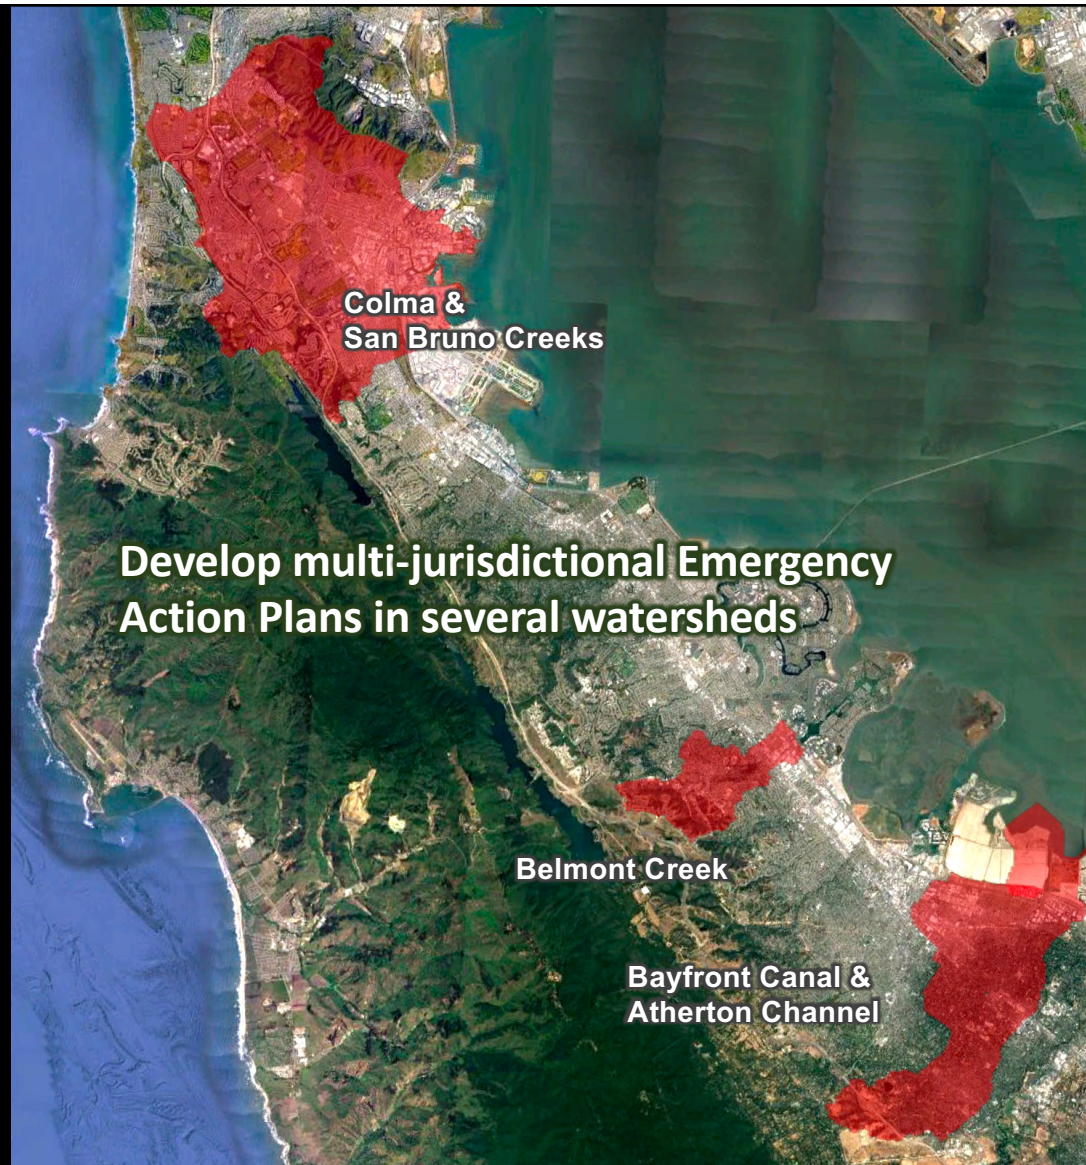 Colma &
San Bruno Creeks
Develop multi-jurisdictional Emergency
Action Plans in several watersheds
Belmont Creek
Bayfront Canal &
Atherton Channel